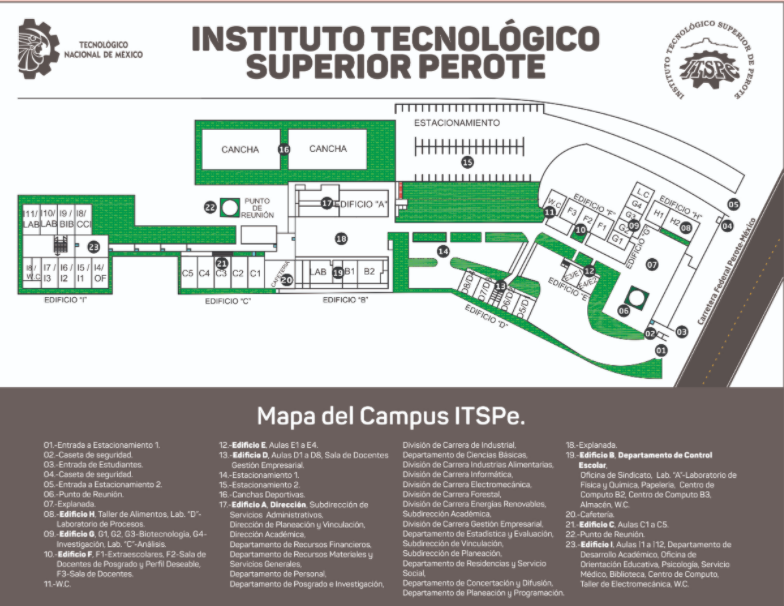 TECNOLÓGICO
NACIONAL DE MÉXICO
INSTITUTO TECNOLÓGICO
SUPERIOR PEROTE
INSTITUTO TECNOLÓGICO SUPERIOR DE PEROTE
ITSPe
ESTACIONAMIENTO
15
CANCHA
16
CANCHA
22
PUNTO
DE
REUNIÓN
17
EDIFICIO "A"
18
W.C
11
F3
F2
F1
10
EDIFICIO "F"
L.C
G4
G3
G2
G1
09
EDIFICIO "G"
EDIFICIO "H"
H1
H2
08
05
04
07
I11/
LAB
I10/
LAB
I9 /
BIB
I8/
CCI
23
I8 /
W.C
I7 /
I3
I6 /
I2
I5 /
I1
I4/
OF
EDIFICIO "I"
21
C5
C4
C3
C2
C1
EDIFICIO "C"
CAFETERIA
20
LAB
19
B1
B2
EDIFICIO "B"
14
D8/D4
D7/D3
13
D6/D2
D5/D1
EDIFICIO "D"
12
E3/E1
E4/E2
EDIFICIO "E"
06
02
03
01
Carretera Federal Perote-México
Mapa del Campus ITSPe.
01.-Entrada a Estacionamiento 1.
02.-Caseta de seguridad.
03.-Entrada de Estudiantes.
04.-Caseta de seguridad.
05.-Entrada a Estacionamiento 2.
06.-Punto de Reunión.
07.-Explanada.
08.-Edificio H, Taller de Alimentos, Lab. "D"-
Laboratorio de Procesos.
09.-Edificio G, G1, G2, G3-Biotecnología, G4-
Investigación, Lab. "C"-Análisis.
10.-Edificio F, F1-Extraescolares, F2-Sala de
Docentes de Posgrado y Perfil Deseable,
F3-Sala de Docentes.
11.-W.C.
12.-Edificio E, Aulas E1 a E4.
13.-Edificio D, Aulas D1 a D8, Sala de Docentes
Gestión Empresarial.
14.-Estacionamiento 1.
15.-Estacionamiento 2.
16.-Canchas Deportivas.
17.-Edificio A, Dirección, Subdirección de
Servicios Administrativos,
Dirección de Planeación y Vinculación,
Dirección Académica,
Departamento de Recursos Financieros,
Departamento de Recursos Materiales y
Servicios Generales,
Departamento de Personal,
Departamento de Posgrado e Investigación,
División de Carrera de Industrial,
Departamento de Ciencias Básicas,
División de Carrera Industrias Alimentarias,
División de Carrera Informática,
División de Carrera Electromecánica,
División de Carrera Forestal,
División de Carrera Energías Renovables,
Subdirección Académica,
División de Carrera Gestión Empresarial,
Departamento de Estadística y Evaluación,
Subdirección de Vinculación,
Subdirección de Planeación,
Departamento de Residencias y Servicio
Social,
Departamento de Concertación y Difusión,
Departamento de Planeación y Programación.
18.-Explanada.
19.-Edificio B, Departamento de Control
Escolar,
Oficina de Sindicato, Lab. "A"-Laboratorio de
Física y Química, Papelería, Centro de
Computo B2, Centro de Computo B3,
Almacén, W.C.
20.-Cafetería.
21.-Edificio C, Aulas C1 a C5.
22.-Punto de Reunión.
23.-Edificio I, Aulas I1 a I12, Departamento de
Desarrollo Académico, Oficina de
Orientación Educativa, Psicología, Servicio
Médico, Biblioteca, Centro de Computo,
Taller de Electromecánica, W.C.